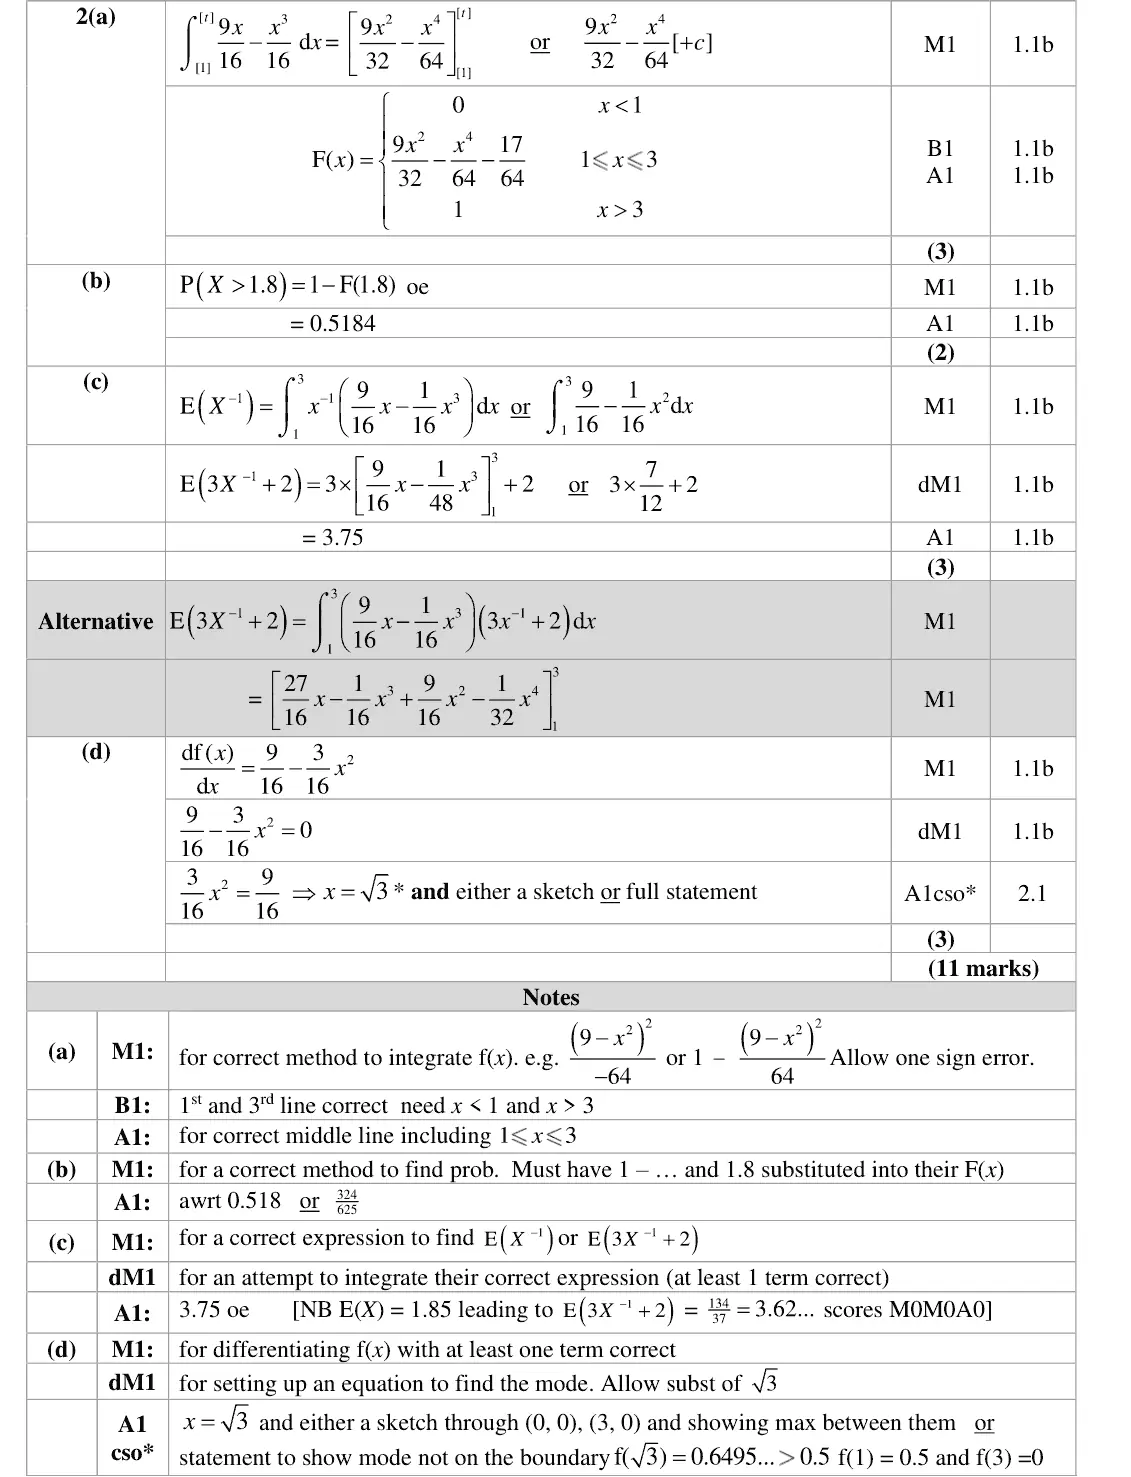 2(a) ∫_[1]^[t] 9x/16 − x³/16 dx = [9x²/32 − x⁴/64]_[1]^[t] or 9x²/32 − x⁴/64 [+c] M1 1.1b
0 x < 1
F(x) = { 9x²/32 − x⁴/64 − 17/64 1 ⩽ x ⩽ 3 B1 1.1b
A1 1.1b
1 x > 3
(3)
(b) P(X > 1.8) = 1 − F(1.8) oe M1 1.1b
= 0.5184 A1 1.1b
(2)
(c) E(X⁻¹) = ∫₁³ x⁻¹(9/16 x − 1/16 x³)dx or ∫₁³ 9/16 − 1/16 x²dx M1 1.1b
E(3X⁻¹ + 2) = 3×[9/16 x − 1/48 x³]₁³ + 2 or 3×7/12 + 2 dM1 1.1b
= 3.75 A1 1.1b
(3)
Alternative E(3X⁻¹ + 2) = ∫₁³ (9/16 x − 1/16 x³)(3x⁻¹ + 2)dx M1
= [27/16 x − 1/16 x³ + 9/16 x² − 1/32 x⁴]₁³ M1
(d) df(x)/dx = 9/16 − 3/16 x² M1 1.1b
9/16 − 3/16 x² = 0 dM1 1.1b
3/16 x² = 9/16 ⇒ x = √3 * and either a sketch or full statement A1cso* 2.1
(3)
(11 marks)
Notes
(a) M1: for correct method to integrate f(x). e.g. (9 − x²)²/−64 or 1 – (9 − x²)²/64 Allow one sign error.
B1: 1st and 3rd line correct need x < 1 and x > 3
A1: for correct middle line including 1 ⩽ x ⩽ 3
(b) M1: for a correct method to find prob. Must have 1 – … and 1.8 substituted into their F(x)
A1: awrt 0.518 or 324/625
(c) M1: for a correct expression to find E(X⁻¹) or E(3X⁻¹ + 2)
dM1 for an attempt to integrate their correct expression (at least 1 term correct)
A1: 3.75 oe [NB E(X) = 1.85 leading to E(3X⁻¹ + 2) = 134/37 = 3.62... scores M0M0A0]
(d) M1: for differentiating f(x) with at least one term correct
dM1 for setting up an equation to find the mode. Allow subst of √3
A1 cso* x = √3 and either a sketch through (0, 0), (3, 0) and showing max between them or
statement to show mode not on the boundary f(√3) = 0.6495... > 0.5 f(1) = 0.5 and f(3) =0